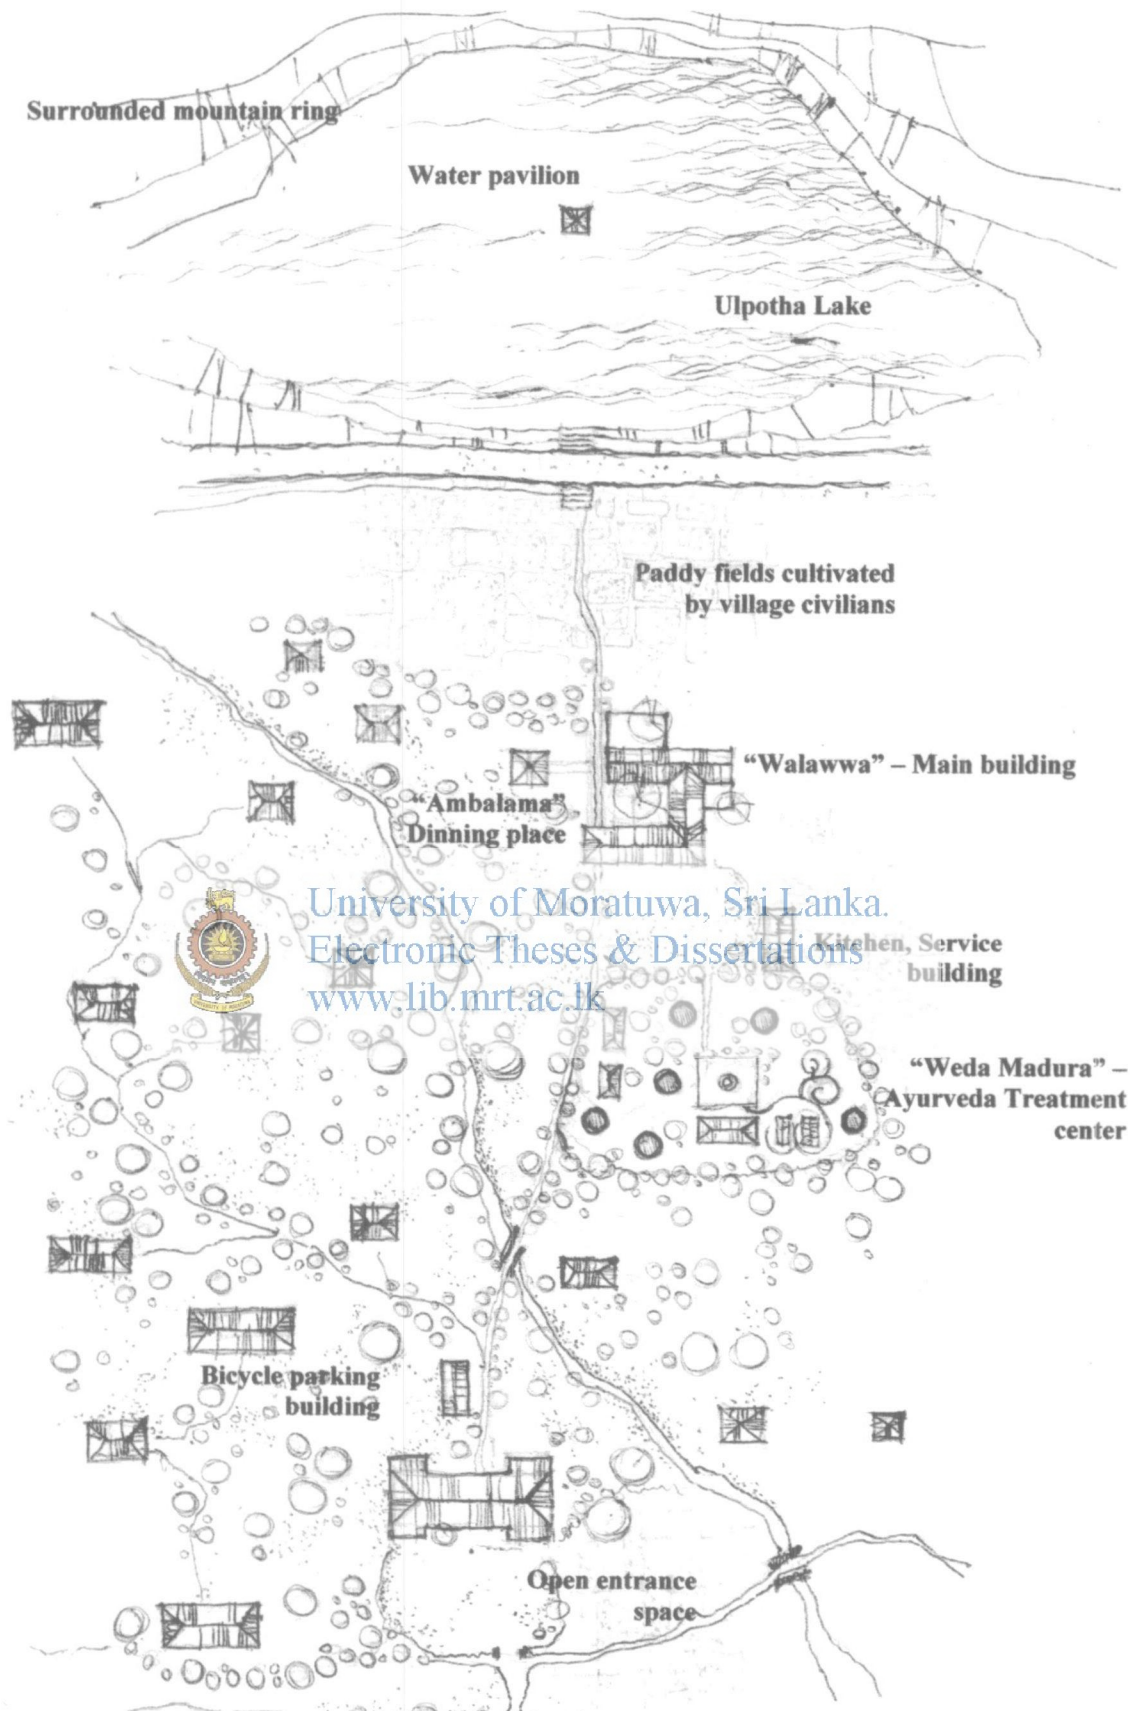 Surrounded mountain ring
Water pavilion
Ulpotha Lake
Paddy fields cultivated
by village civilians
“Walawwa” – Main building
“Ambalama”
Dinning place
University of Moratuwa, Sri Lanka.
Electronic Theses & Dissertations
www.lib.mrt.ac.lk
Kitchen, Service
building
“Weda Madura” –
Ayurveda Treatment
center
Bicycle parking
building
Open entrance
space